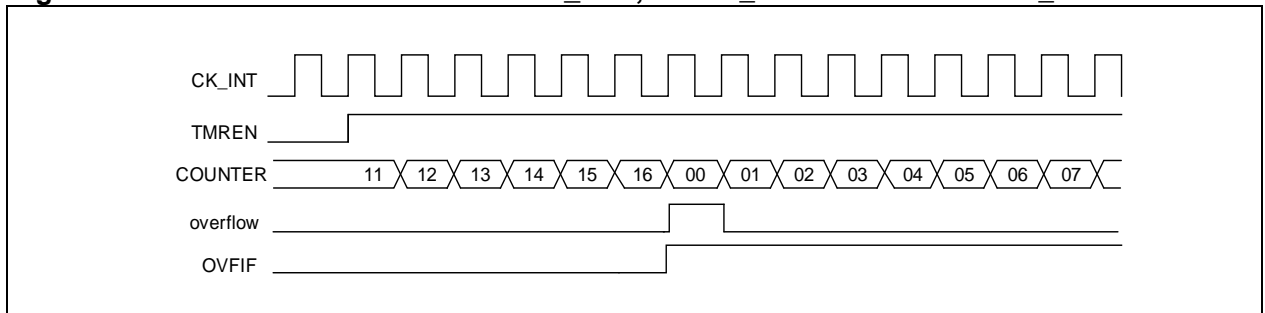 CK_INT
TMREN
COUNTER 11 12 13 14 15 16 00 01 02 03 04 05 06 07
overflow
OVFIF